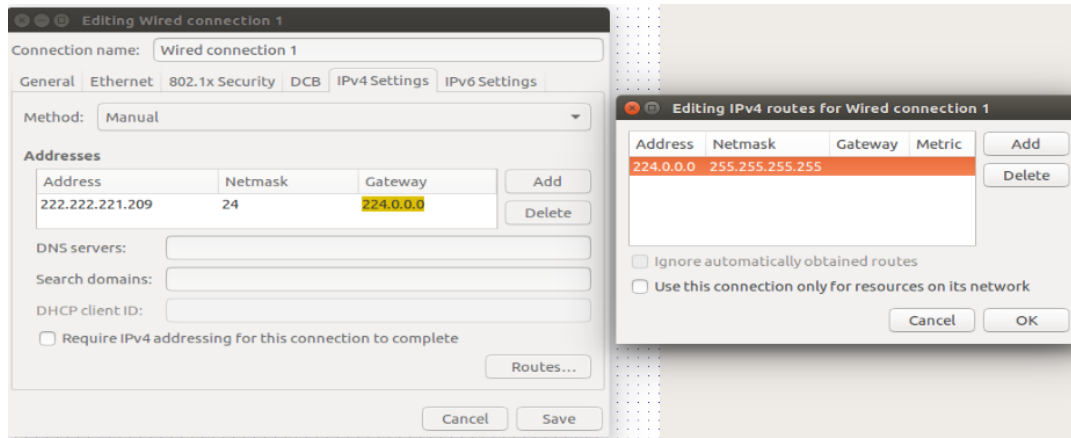 Editing Wired connection 1
Connection name: Wired connection 1
General Ethernet 802.1x Security DCB IPv4 Settings IPv6 Settings
Method: Manual
Addresses
Address Netmask Gateway Add
222.222.221.209 24 224.0.0.0 Delete
DNS servers:
Search domains:
DHCP client ID:
Require IPv4 addressing for this connection to complete
Routes...
Cancel Save
Editing IPv4 routes for Wired connection 1
Address Netmask Gateway Metric Add
224.0.0.0 255.255.255.255 Delete
Ignore automatically obtained routes
Use this connection only for resources on its network
Cancel OK